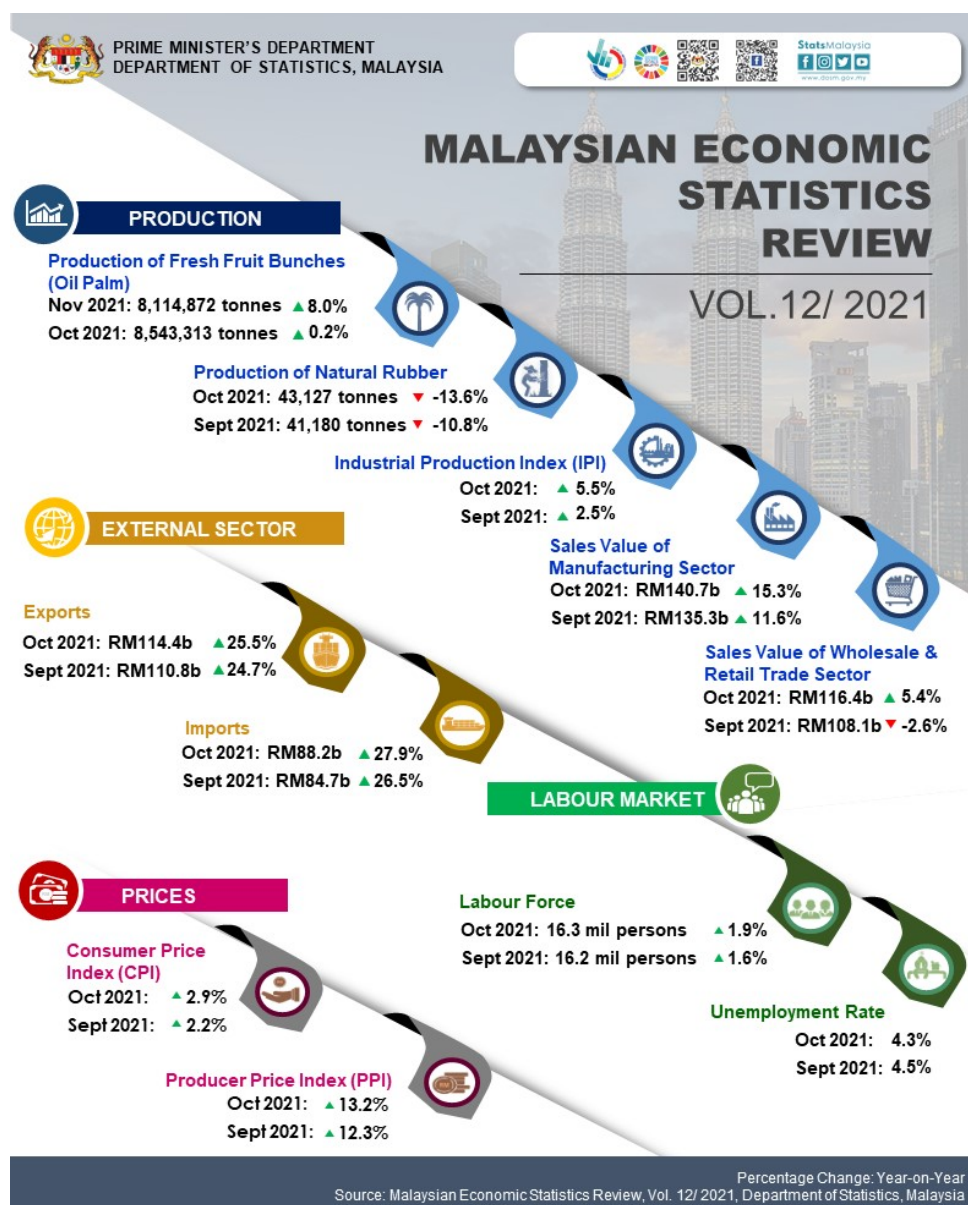 PRIME MINISTER'S DEPARTMENT
DEPARTMENT OF STATISTICS, MALAYSIA
StatsMalaysia
www.dosm.gov.my
MALAYSIAN ECONOMIC
STATISTICS
REVIEW
VOL.12/ 2021
PRODUCTION
Production of Fresh Fruit Bunches
(Oil Palm)
Nov 2021: 8,114,872 tonnes ▲ 8.0%
Oct 2021: 8,543,313 tonnes ▲ 0.2%
Production of Natural Rubber
Oct 2021: 43,127 tonnes ▼ -13.6%
Sept 2021: 41,180 tonnes ▼ -10.8%
Industrial Production Index (IPI)
Oct 2021: ▲ 5.5%
Sept 2021: ▲ 2.5%
Sales Value of
Manufacturing Sector
Oct 2021: RM140.7b ▲ 15.3%
Sept 2021: RM135.3b ▲ 11.6%
Sales Value of Wholesale &
Retail Trade Sector
Oct 2021: RM116.4b ▲ 5.4%
Sept 2021: RM108.1b ▼ -2.6%
EXTERNAL SECTOR
Exports
Oct 2021: RM114.4b ▲ 25.5%
Sept 2021: RM110.8b ▲ 24.7%
Imports
Oct 2021: RM88.2b ▲ 27.9%
Sept 2021: RM84.7b ▲ 26.5%
LABOUR MARKET
Labour Force
Oct 2021: 16.3 mil persons ▲ 1.9%
Sept 2021: 16.2 mil persons ▲ 1.6%
Unemployment Rate
Oct 2021: 4.3%
Sept 2021: 4.5%
PRICES
Consumer Price
Index (CPI)
Oct 2021: ▲ 2.9%
Sept 2021: ▲ 2.2%
Producer Price Index (PPI)
Oct 2021: ▲ 13.2%
Sept 2021: ▲ 12.3%
Percentage Change: Year-on-Year
Source: Malaysian Economic Statistics Review, Vol. 12/ 2021, Department of Statistics, Malaysia